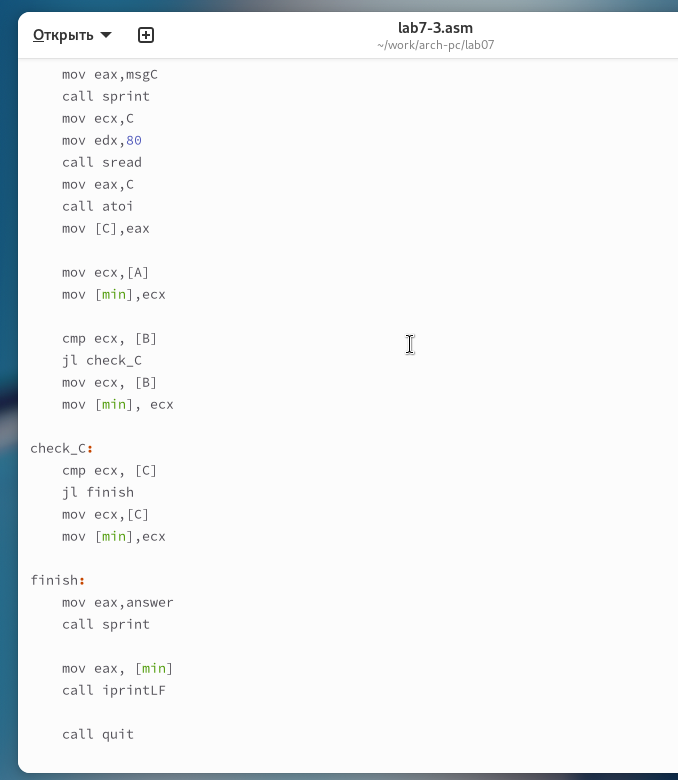 Открыть
lab7-3.asm
~/work/arch-pc/lab07
mov eax,msgC
call sprint
mov ecx,C
mov edx,80
call sread
mov eax,C
call atoi
mov [C],eax
mov ecx,[A]
mov [min],ecx
cmp ecx, [B]
jl check_C
mov ecx, [B]
mov [min], ecx
check_C:
cmp ecx, [C]
jl finish
mov ecx,[C]
mov [min],ecx
finish:
mov eax,answer
call sprint
mov eax, [min]
call iprintLF
call quit